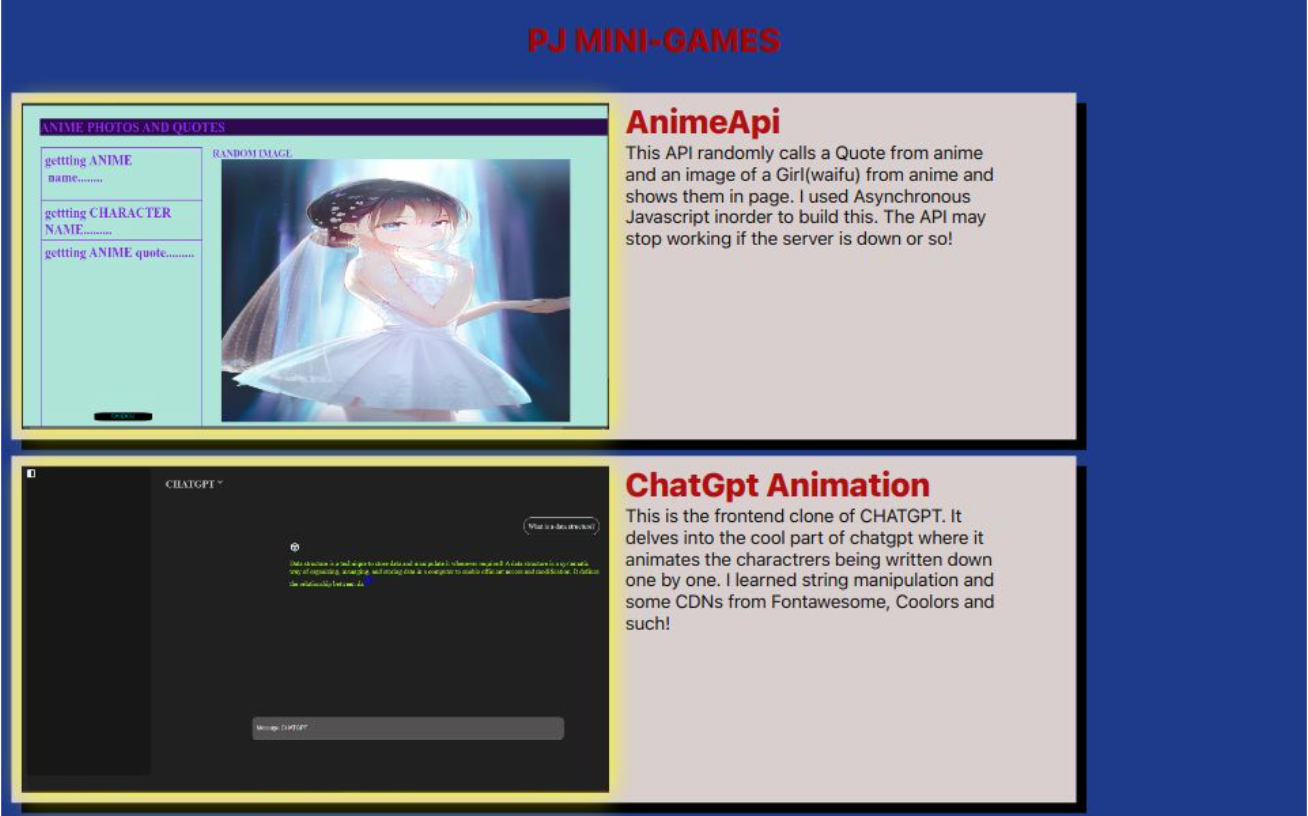 PJ MINI-GAMES
ANIME PHOTOS AND QUOTES
gettting ANIME
name........
gettting CHARACTER
NAME.........
gettting ANIME quote.........
RANDOM IMAGE
AnimeApi
This API randomly calls a Quote from anime
and an image of a Girl(waifu) from anime and
shows them in page. I used Asynchronous
Javascript inorder to build this. The API may
stop working if the server is down or so!
CHATGPT
What is a data structure?
Data structure is a technique to store data and manipulate it whenever required! A data structure is a systematic
way of organizing, managing, and storing data in a computer to enable efficient access and modification. It defines
the relationship between da
Message CHATGPT
ChatGpt Animation
This is the frontend clone of CHATGPT. It
delves into the cool part of chatgpt where it
animates the charactrers being written down
one by one. I learned string manipulation and
some CDNs from Fontawesome, Coolors and
such!